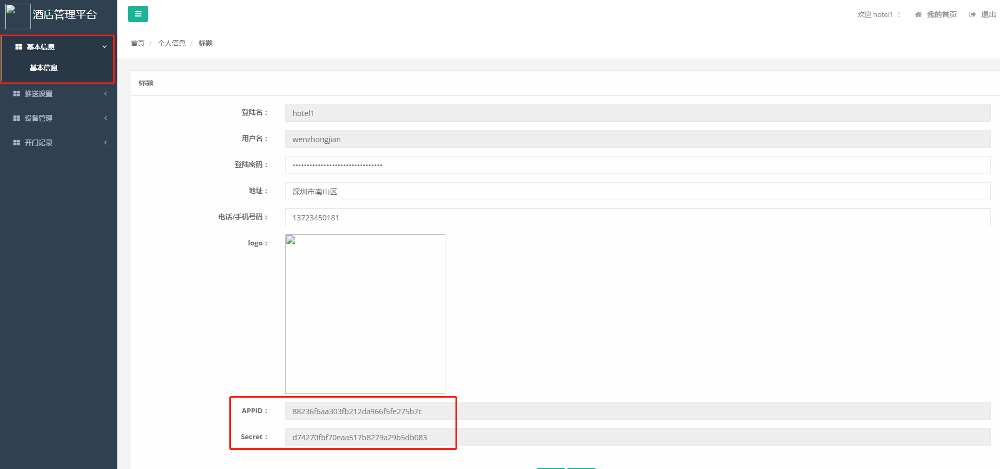 酒店管理平台
欢迎 hotel1 ！ 我的首页 退出
基本信息
基本信息
推送设置
设备管理
开门记录
首页 / 个人信息 / 标题
标题
登陆名： hotel1
用户名： wenzhongjian
登陆密码： ••••••••••••••••••••••••••••••••
地址： 深圳市南山区
电话/手机号码： 13723450181
logo：
APPID： 88236f6aa303fb212da966f5fe275b7c
Secret： d74270fbf70eaa517b8279a29b5db083